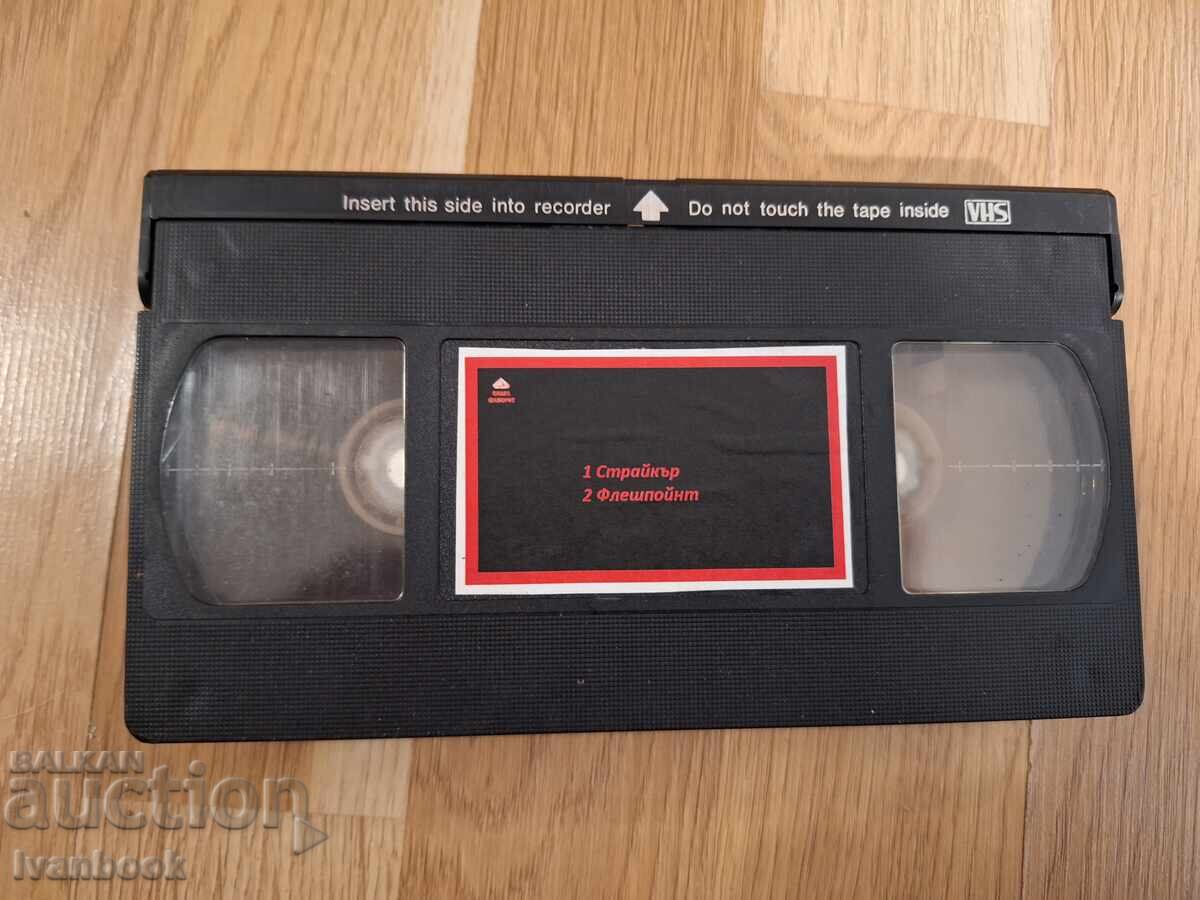 Insert this side into recorder Do not touch the tape inside VHS
1 Страйкър
2 Флешпойнт
BALKAN
auction
Ivanbook